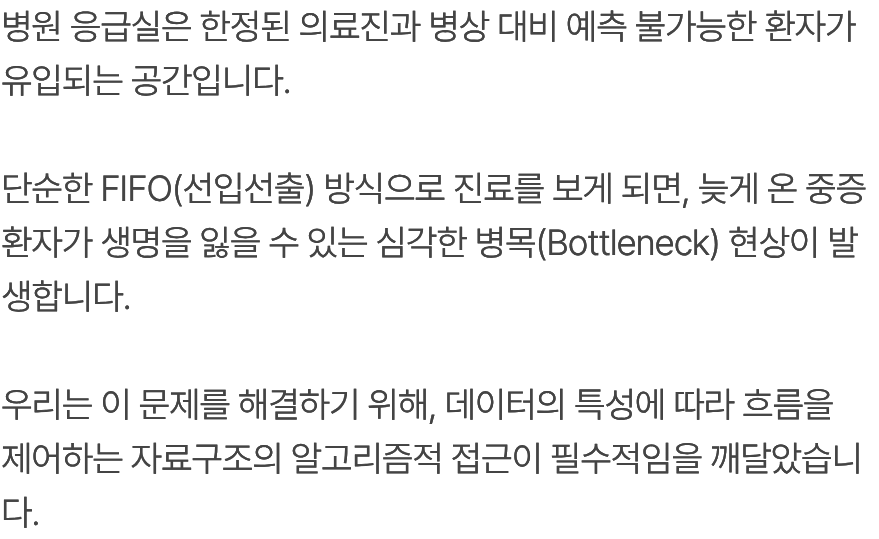 병원 응급실은 한정된 의료진과 병상 대비 예측 불가능한 환자가
유입되는 공간입니다.
단순한 FIFO(선입선출) 방식으로 진료를 보게 되면, 늦게 온 중증
환자가 생명을 잃을 수 있는 심각한 병목(Bottleneck) 현상이 발
생합니다.
우리는 이 문제를 해결하기 위해, 데이터의 특성에 따라 흐름을
제어하는 자료구조의 알고리즘적 접근이 필수적임을 깨달았습니
다.